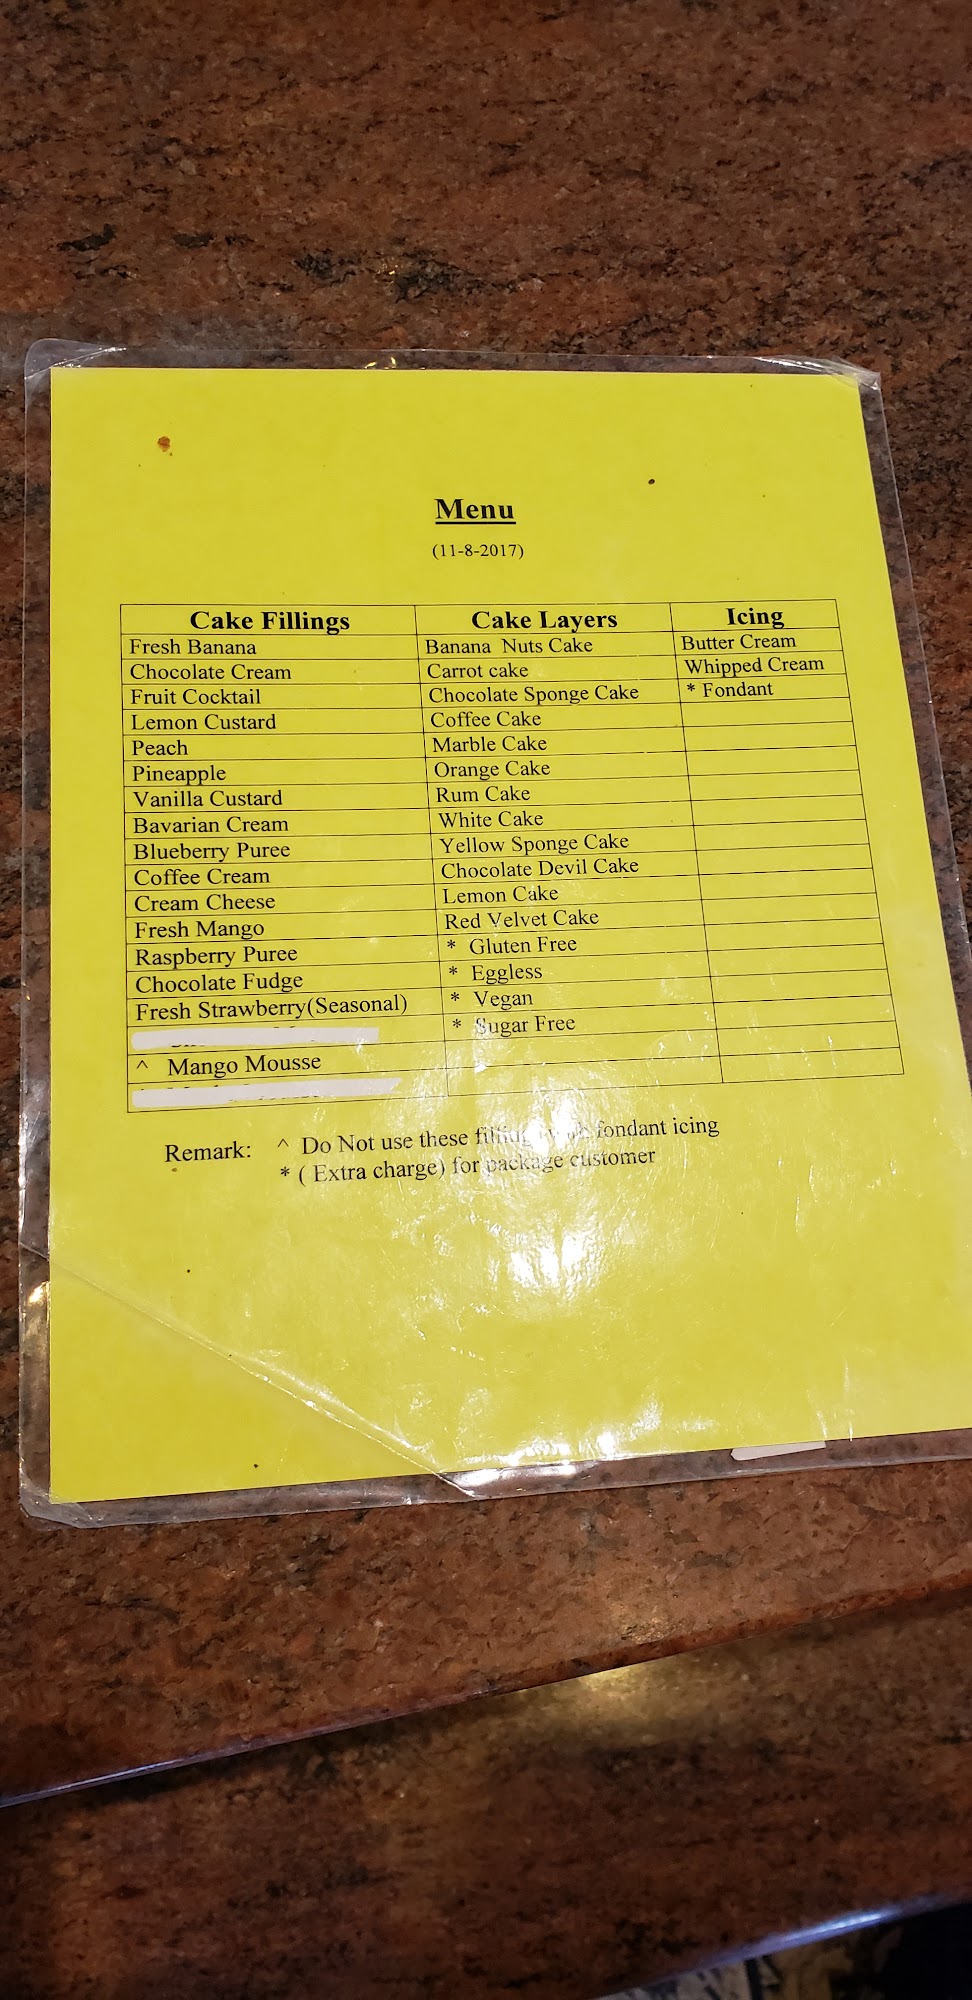 Menu
(11-8-2017)
Cake Fillings Cake Layers Icing
Fresh Banana Banana Nuts Cake Butter Cream
Chocolate Cream Carrot cake Whipped Cream
Fruit Cocktail Chocolate Sponge Cake * Fondant
Lemon Custard Coffee Cake
Peach Marble Cake
Pineapple Orange Cake
Vanilla Custard Rum Cake
Bavarian Cream White Cake
Blueberry Puree Yellow Sponge Cake
Coffee Cream Chocolate Devil Cake
Cream Cheese Lemon Cake
Fresh Mango Red Velvet Cake
Raspberry Puree * Gluten Free
Chocolate Fudge * Eggless
Fresh Strawberry(Seasonal) * Vegan
* Sugar Free
^ Mango Mousse
Remark: ^ Do Not use these fondant icing
* ( Extra charge) for package customer